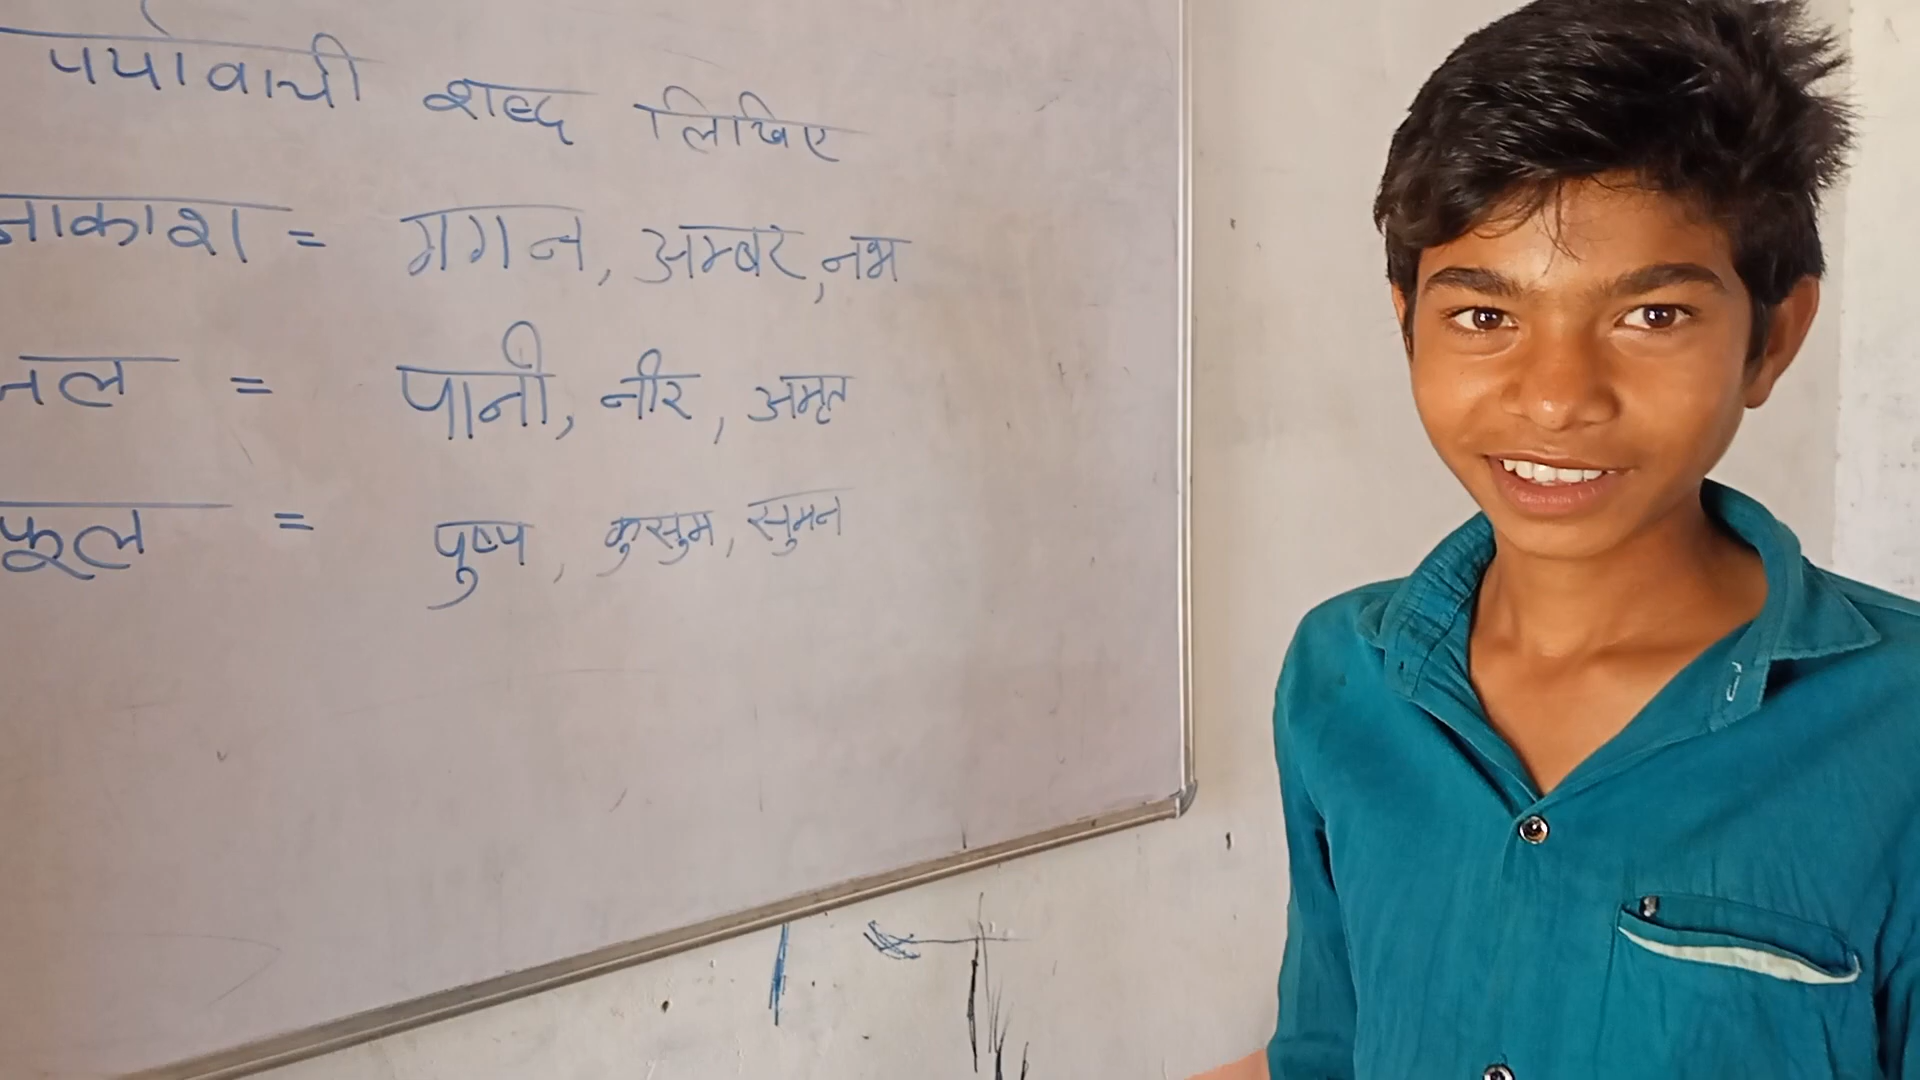 पर्यावाची शब्द लिखिए
आकाश = गगन, अम्बर, नभ
जल = पानी, नीर, अमृत
फूल = पुष्प, कुसुम, सुमन